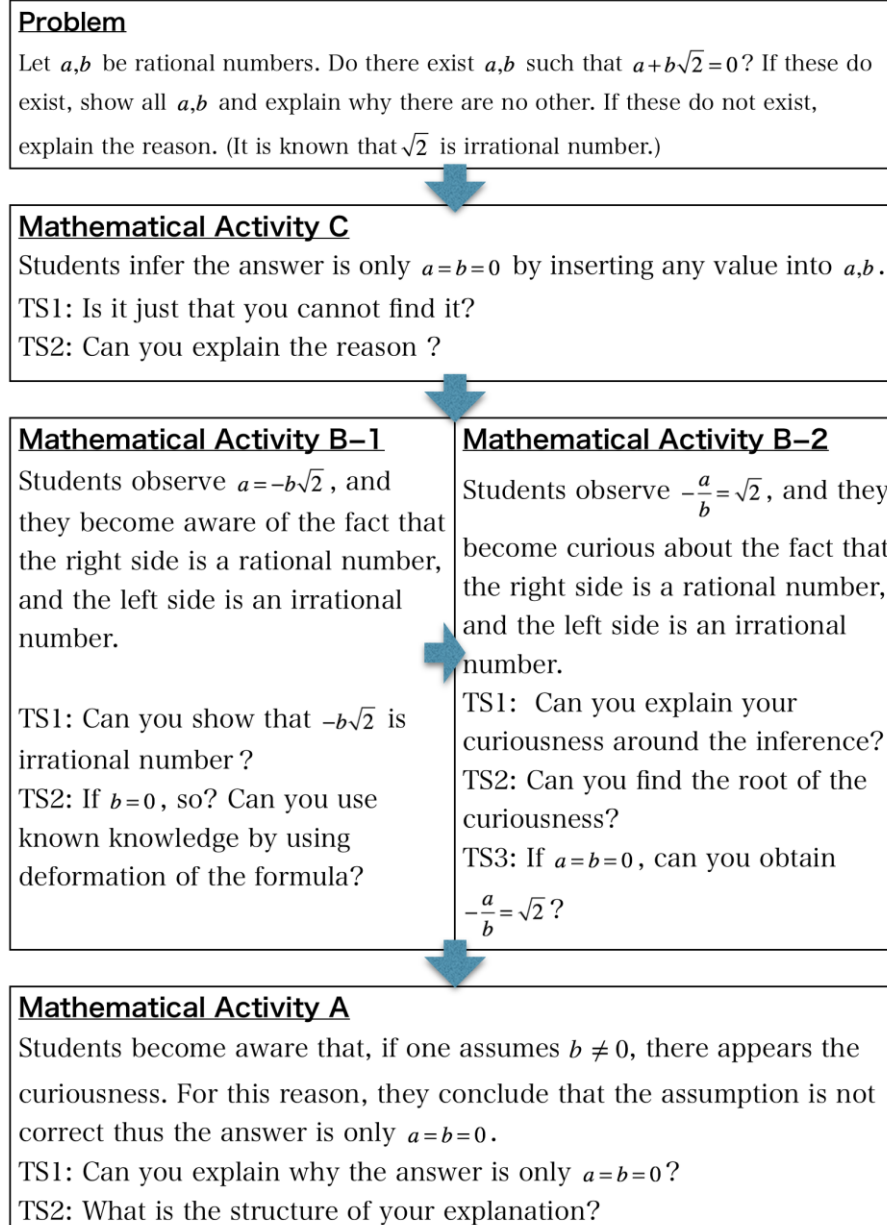 Problem
Let a,b be rational numbers. Do there exist a,b such that a+b√2=0? If these do
exist, show all a,b and explain why there are no other. If these do not exist,
explain the reason. (It is known that √2 is irrational number.)
Mathematical Activity C
Students infer the answer is only a=b=0 by inserting any value into a,b.
TS1: Is it just that you cannot find it?
TS2: Can you explain the reason ?
Mathematical Activity B−1
Students observe a=−b√2, and
they become aware of the fact that
the right side is a rational number,
and the left side is an irrational
number.
TS1: Can you show that −b√2 is
irrational number ?
TS2: If b=0, so? Can you use
known knowledge by using
deformation of the formula?
Mathematical Activity B−2
Students observe −a/b=√2, and they
become curious about the fact that
the right side is a rational number,
and the left side is an irrational
number.
TS1: Can you explain your
curiousness around the inference?
TS2: Can you find the root of the
curiousness?
TS3: If a=b=0, can you obtain
−a/b=√2 ?
Mathematical Activity A
Students become aware that, if one assumes b ≠ 0, there appears the
curiousness. For this reason, they conclude that the assumption is not
correct thus the answer is only a=b=0.
TS1: Can you explain why the answer is only a=b=0?
TS2: What is the structure of your explanation?